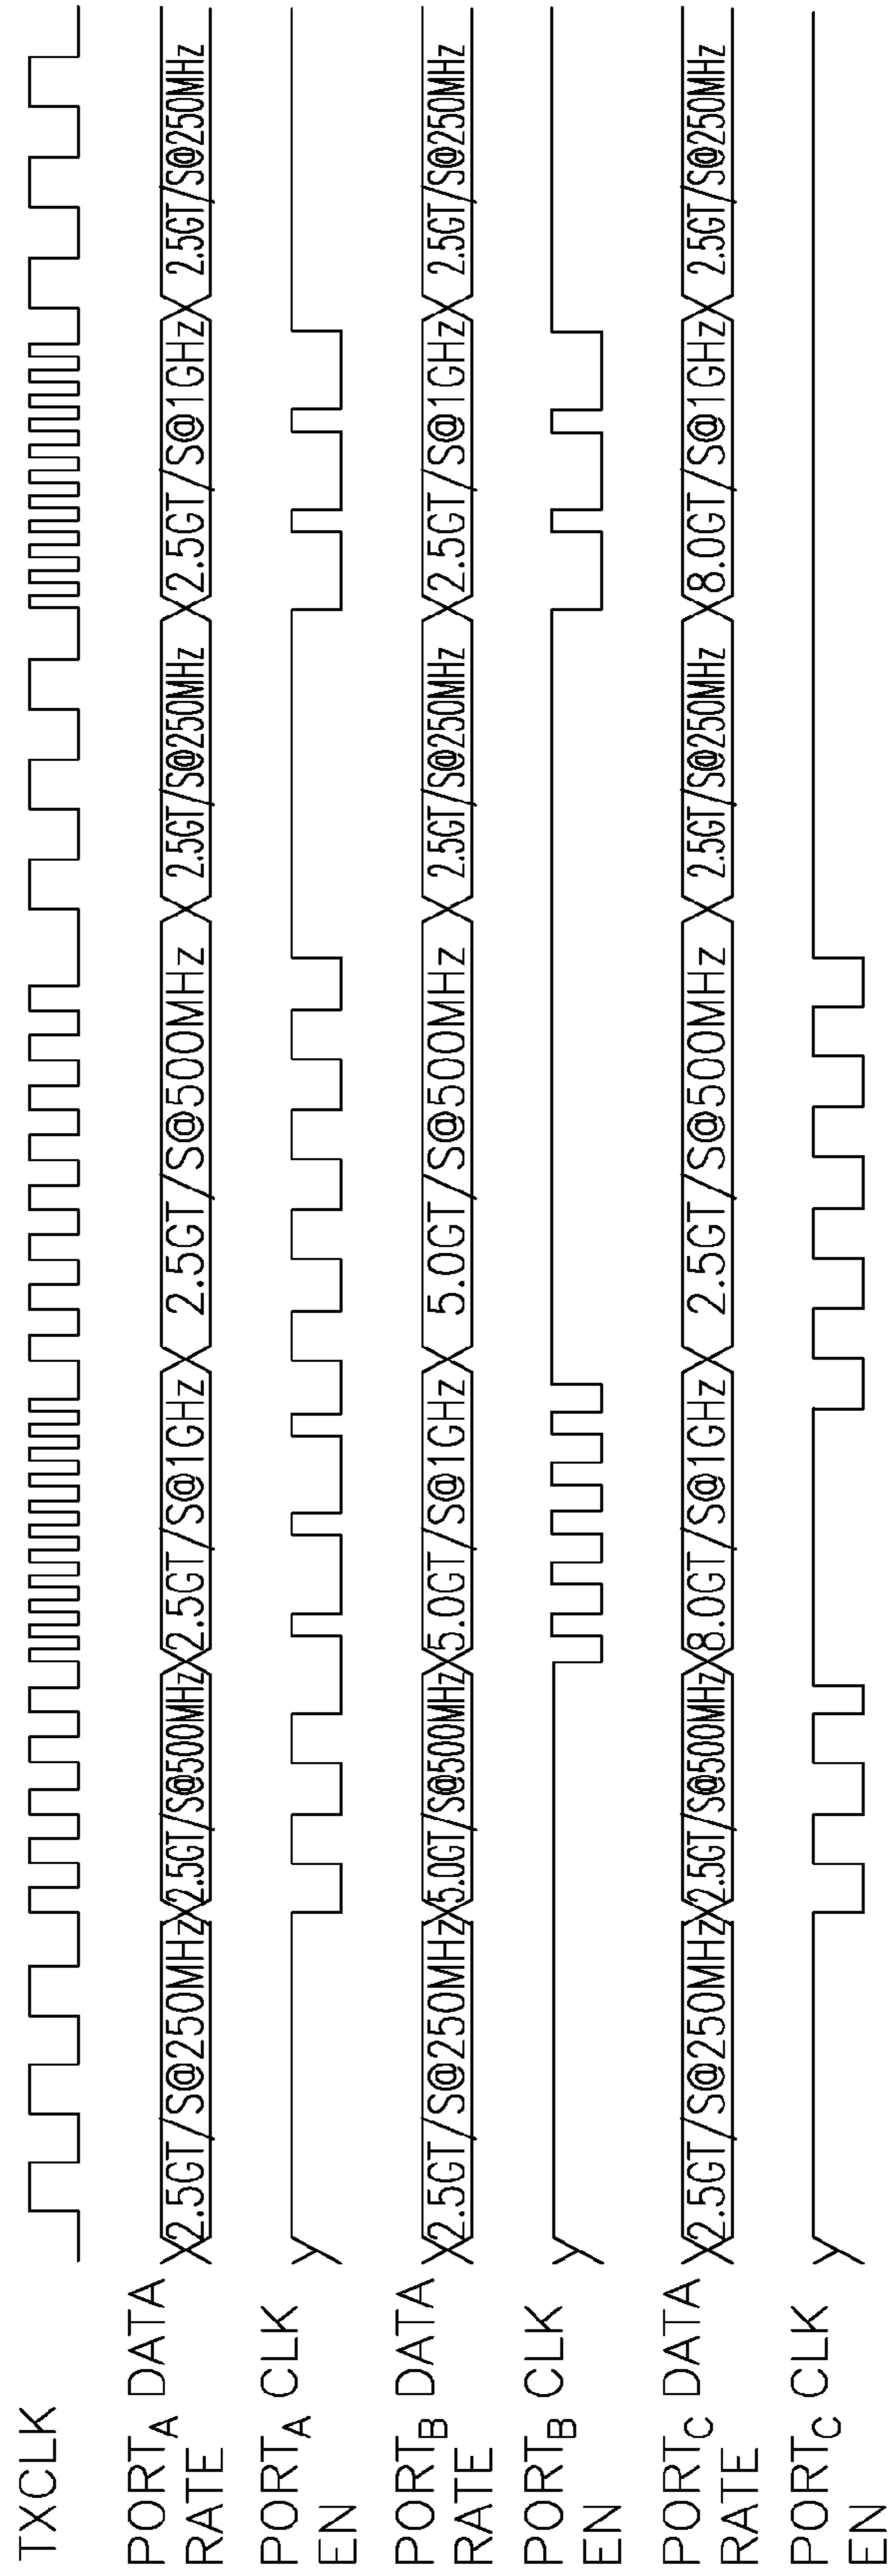 TXCLK
PORTA DATA
RATE
2.5GT/S@250MHz 2.5GT/S@500MHz 2.5GT/S@1GHz 2.5GT/S@500MHz 2.5GT/S@250MHz 2.5GT/S@1GHz 2.5GT/S@250MHz
PORTA CLK
EN
PORTB DATA
RATE
2.5GT/S@250MHz 5.0GT/S@500MHz 5.0GT/S@1GHz 5.0GT/S@500MHz 2.5GT/S@250MHz 2.5GT/S@1GHz 2.5GT/S@250MHz
PORTB CLK
EN
PORTC DATA
RATE
2.5GT/S@250MHz 2.5GT/S@500MHz 8.0GT/S@1GHz 2.5GT/S@500MHz 2.5GT/S@250MHz 8.0GT/S@1GHz 2.5GT/S@250MHz
PORTC CLK
EN